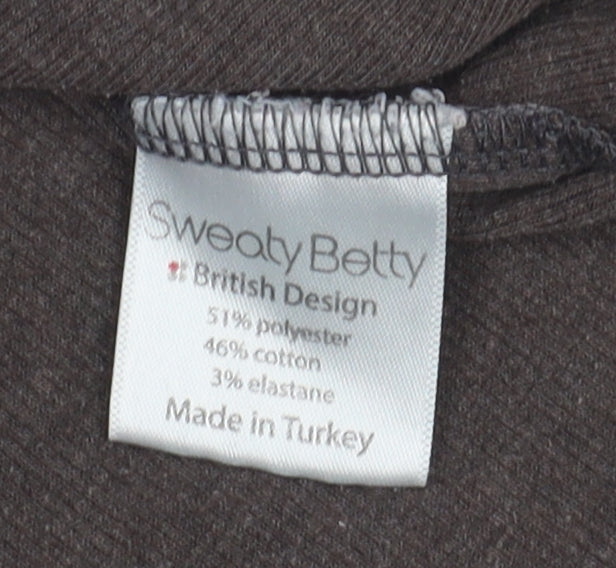 Sweaty Betty
British Design
51% polyester
46% cotton
3% elastane
Made in Turkey